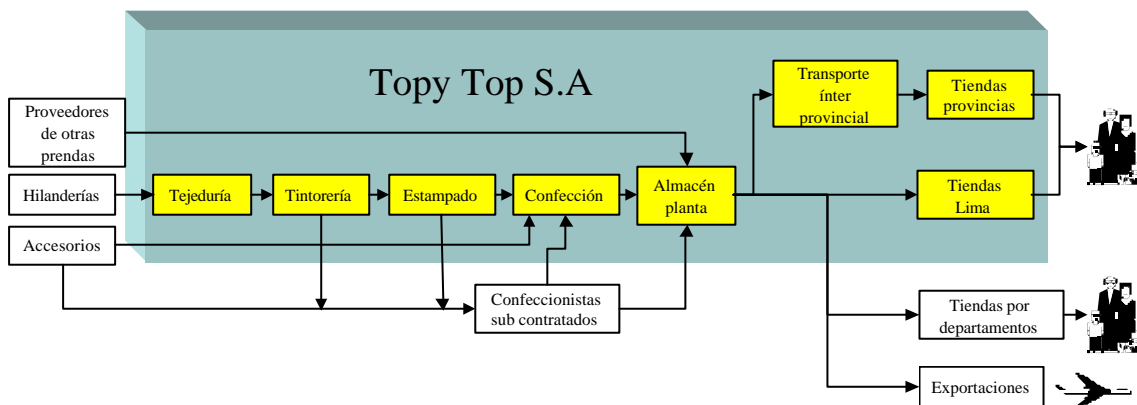 Topy Top S.A
Transporte
ínter
provincial
Tiendas
provincias
Proveedores
de otras
prendas
Hilanderías
Tejeduría
Tintorería
Estampado
Confección
Almacén
planta
Tiendas
Lima
Accesorios
Confeccionistas
sub contratados
Tiendas por
departamentos
Exportaciones